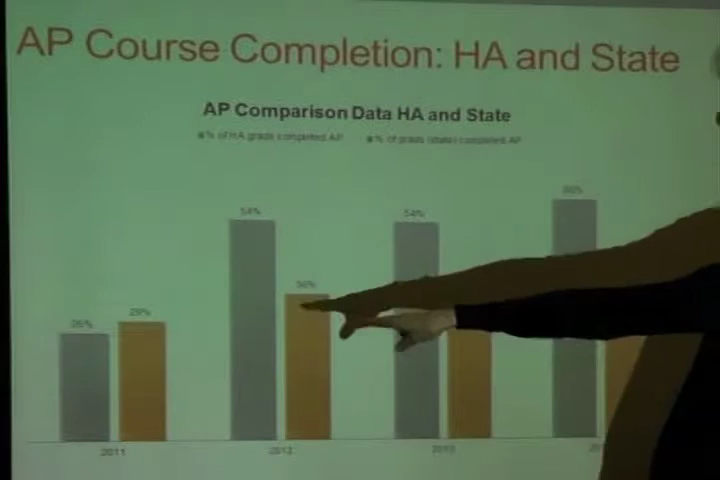 AP Course Completion: HA and State
AP Comparison Data HA and State
% of HA grads completed AP % of grads (state) completed AP
54% 54%
29%
2011 2012 2013